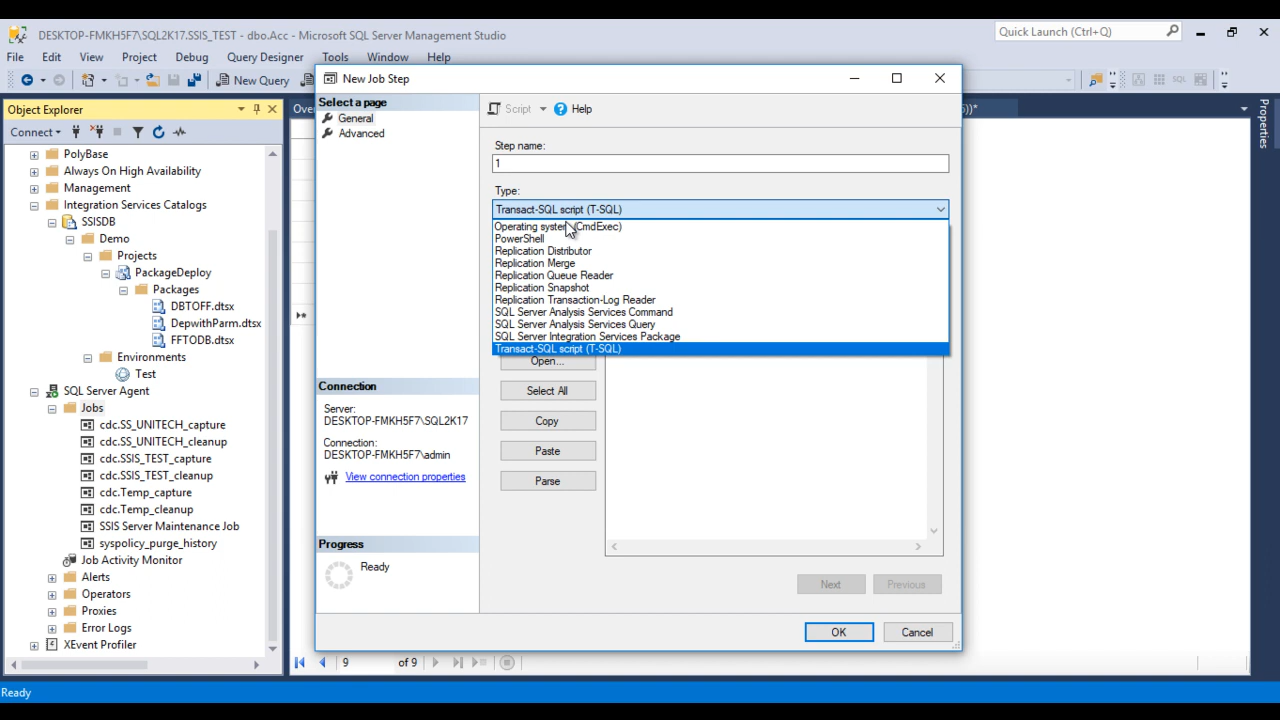 DESKTOP-FMKH5F7\SQL2K17.SSIS_TEST - dbo.Acc - Microsoft SQL Server Management Studio
Quick Launch (Ctrl+Q)
File Edit View Project Debug Query Designer Tools Window Help
New Query
New Job Step
Object Explorer
Connect
PolyBase
Always On High Availability
Management
Integration Services Catalogs
SSISDB
Demo
Projects
PackageDeploy
Packages
DBTOFF.dtsx
DepwithParm.dtsx
FFTODB.dtsx
Environments
Test
SQL Server Agent
Jobs
cdc.SS_UNITECH_capture
cdc.SS_UNITECH_cleanup
cdc.SSIS_TEST_capture
cdc.SSIS_TEST_cleanup
cdc.Temp_capture
cdc.Temp_cleanup
SSIS Server Maintenance Job
syspolicy_purge_history
Job Activity Monitor
Alerts
Operators
Proxies
Error Logs
XEvent Profiler
Select a page
General
Advanced
Connection
Server:
DESKTOP-FMKH5F7\SQL2K17
Connection:
DESKTOP-FMKH5F7\admin
View connection properties
Progress
Ready
Script Help
Step name:
1
Type:
Transact-SQL script (T-SQL)
Operating system (CmdExec)
PowerShell
Replication Distributor
Replication Merge
Replication Queue Reader
Replication Snapshot
Replication Transaction-Log Reader
SQL Server Analysis Services Command
SQL Server Analysis Services Query
SQL Server Integration Services Package
Transact-SQL script (T-SQL)
Open...
Select All
Copy
Paste
Parse
Next Previous
OK Cancel
9 of 9
SQL
Properties
Ready